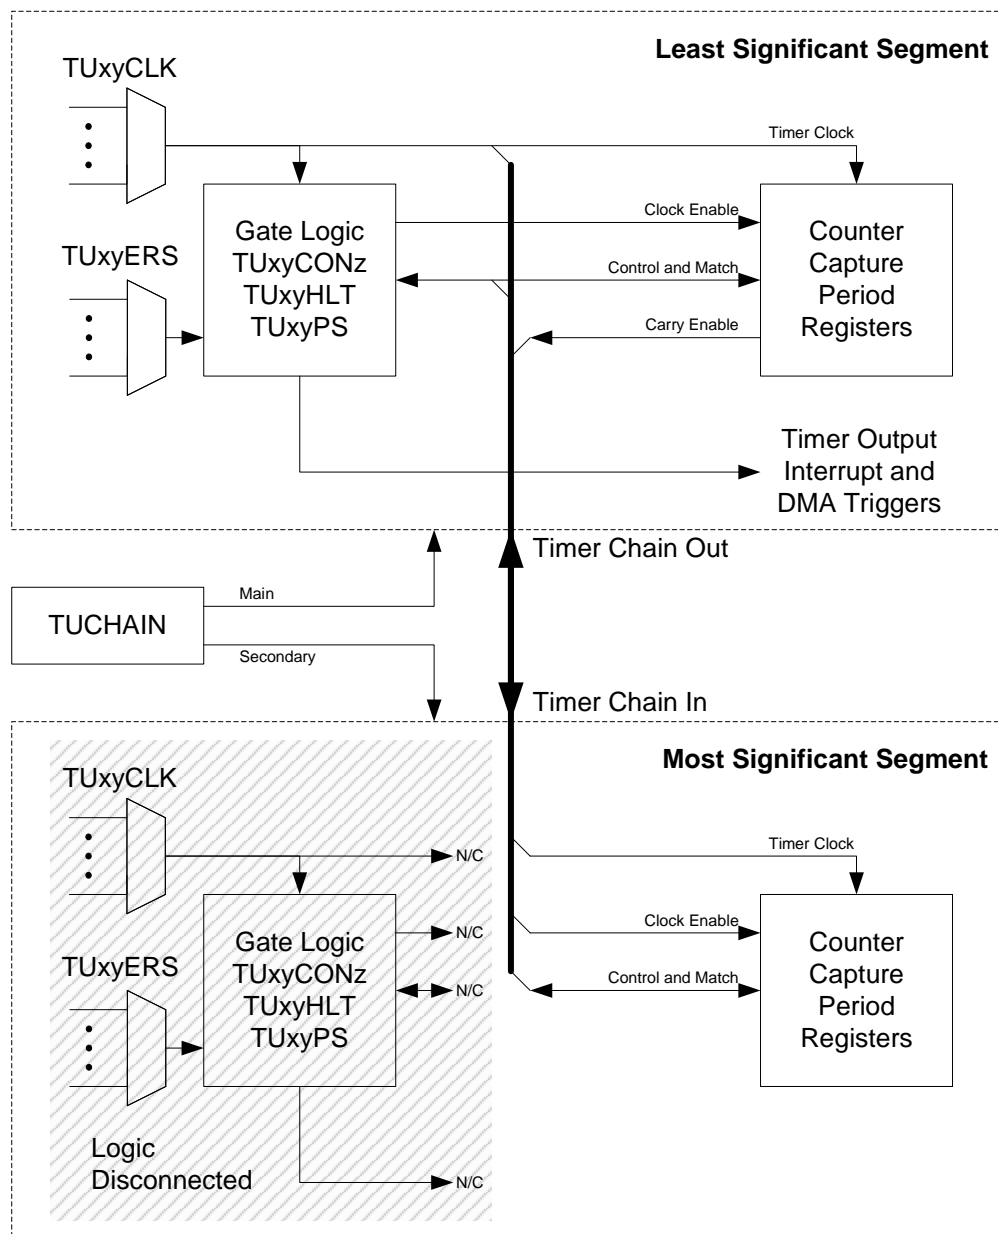 Least Significant Segment
TUxyCLK
Timer Clock
Gate Logic
TUxyCONz
TUxyHLT
TUxyPS
Clock Enable
Control and Match
Carry Enable
Counter
Capture
Period
Registers
TUxyERS
Timer Output
Interrupt and
DMA Triggers
Timer Chain Out
TUCHAIN
Main
Secondary
Timer Chain In
Most Significant Segment
TUxyCLK
N/C
Gate Logic
TUxyCONz
TUxyHLT
TUxyPS
N/C
N/C
TUxyERS
Logic
Disconnected
N/C
Timer Clock
Clock Enable
Control and Match
Counter
Capture
Period
Registers